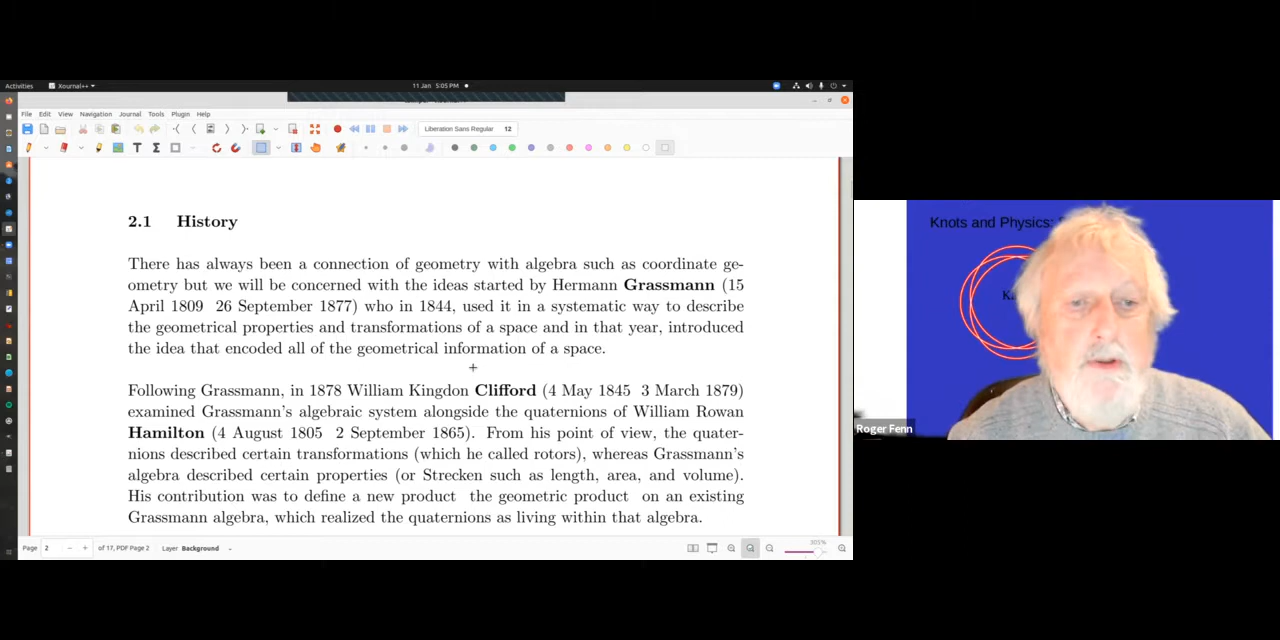 Activities Xournal++ 11 Jan 5:05 PM
File Edit View Navigation Journal Tools Plugin Help
Liberation Sans Regular 12
2.1 History
There has always been a connection of geometry with algebra such as coordinate ge-
ometry but we will be concerned with the ideas started by Hermann Grassmann (15
April 1809 26 September 1877) who in 1844, used it in a systematic way to describe
the geometrical properties and transformations of a space and in that year, introduced
the idea that encoded all of the geometrical information of a space.
Following Grassmann, in 1878 William Kingdon Clifford (4 May 1845 3 March 1879)
examined Grassmann's algebraic system alongside the quaternions of William Rowan
Hamilton (4 August 1805 2 September 1865). From his point of view, the quater-
nions described certain transformations (which he called rotors), whereas Grassmann's
algebra described certain properties (or Strecken such as length, area, and volume).
His contribution was to define a new product the geometric product on an existing
Grassmann algebra, which realized the quaternions as living within that algebra.
Page 2 of 17, PDF Page 2 Layer Background 305%
Knots and Physics:
Roger Fenn